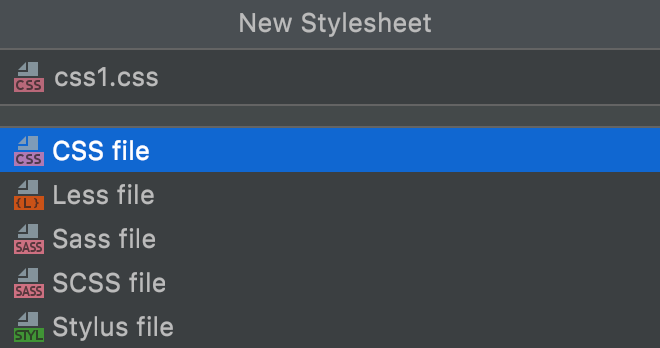 New Stylesheet
CSS css1.css
CSS CSS file
{L} Less file
SASS Sass file
SASS SCSS file
STYL Stylus file